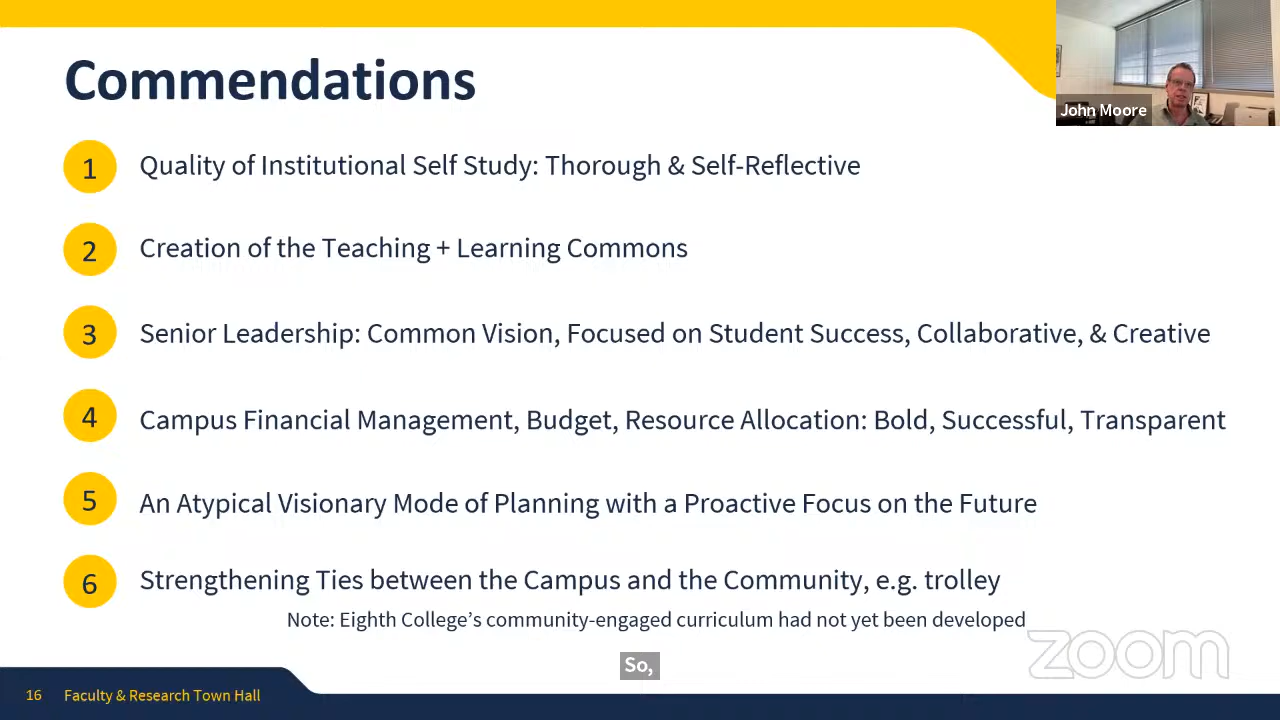 Commendations
John Moore
1 Quality of Institutional Self Study: Thorough & Self-Reflective
2 Creation of the Teaching + Learning Commons
3 Senior Leadership: Common Vision, Focused on Student Success, Collaborative, & Creative
4 Campus Financial Management, Budget, Resource Allocation: Bold, Successful, Transparent
5 An Atypical Visionary Mode of Planning with a Proactive Focus on the Future
6 Strengthening Ties between the Campus and the Community, e.g. trolley
Note: Eighth College’s community-engaged curriculum had not yet been developed
zoom
So,
16 Faculty & Research Town Hall